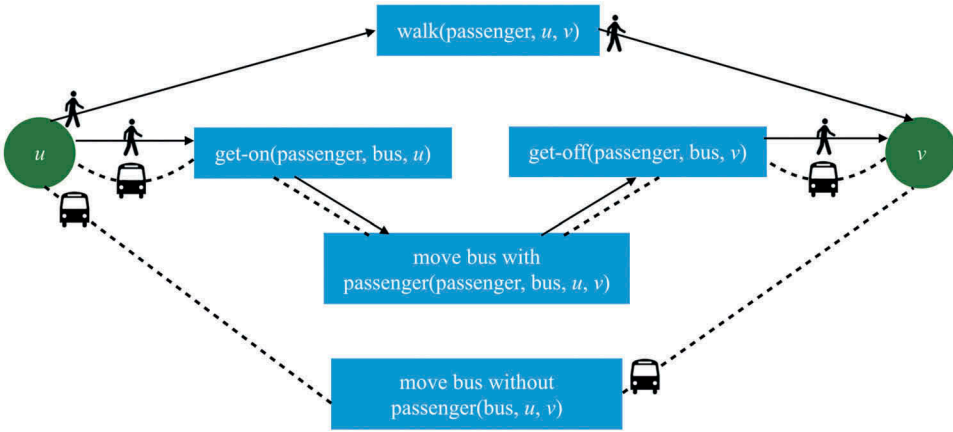 walk(passenger, u, v)
u
get-on(passenger, bus, u)
get-off(passenger, bus, v)
v
move bus with
passenger(passenger, bus, u, v)
move bus without
passenger(bus, u, v)